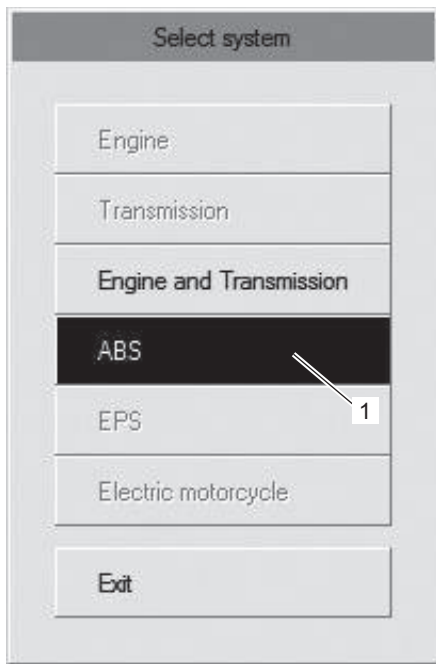 Select system
Engine
Transmission
Engine and Transmission
ABS
1
EPS
Electric motorcycle
Exit